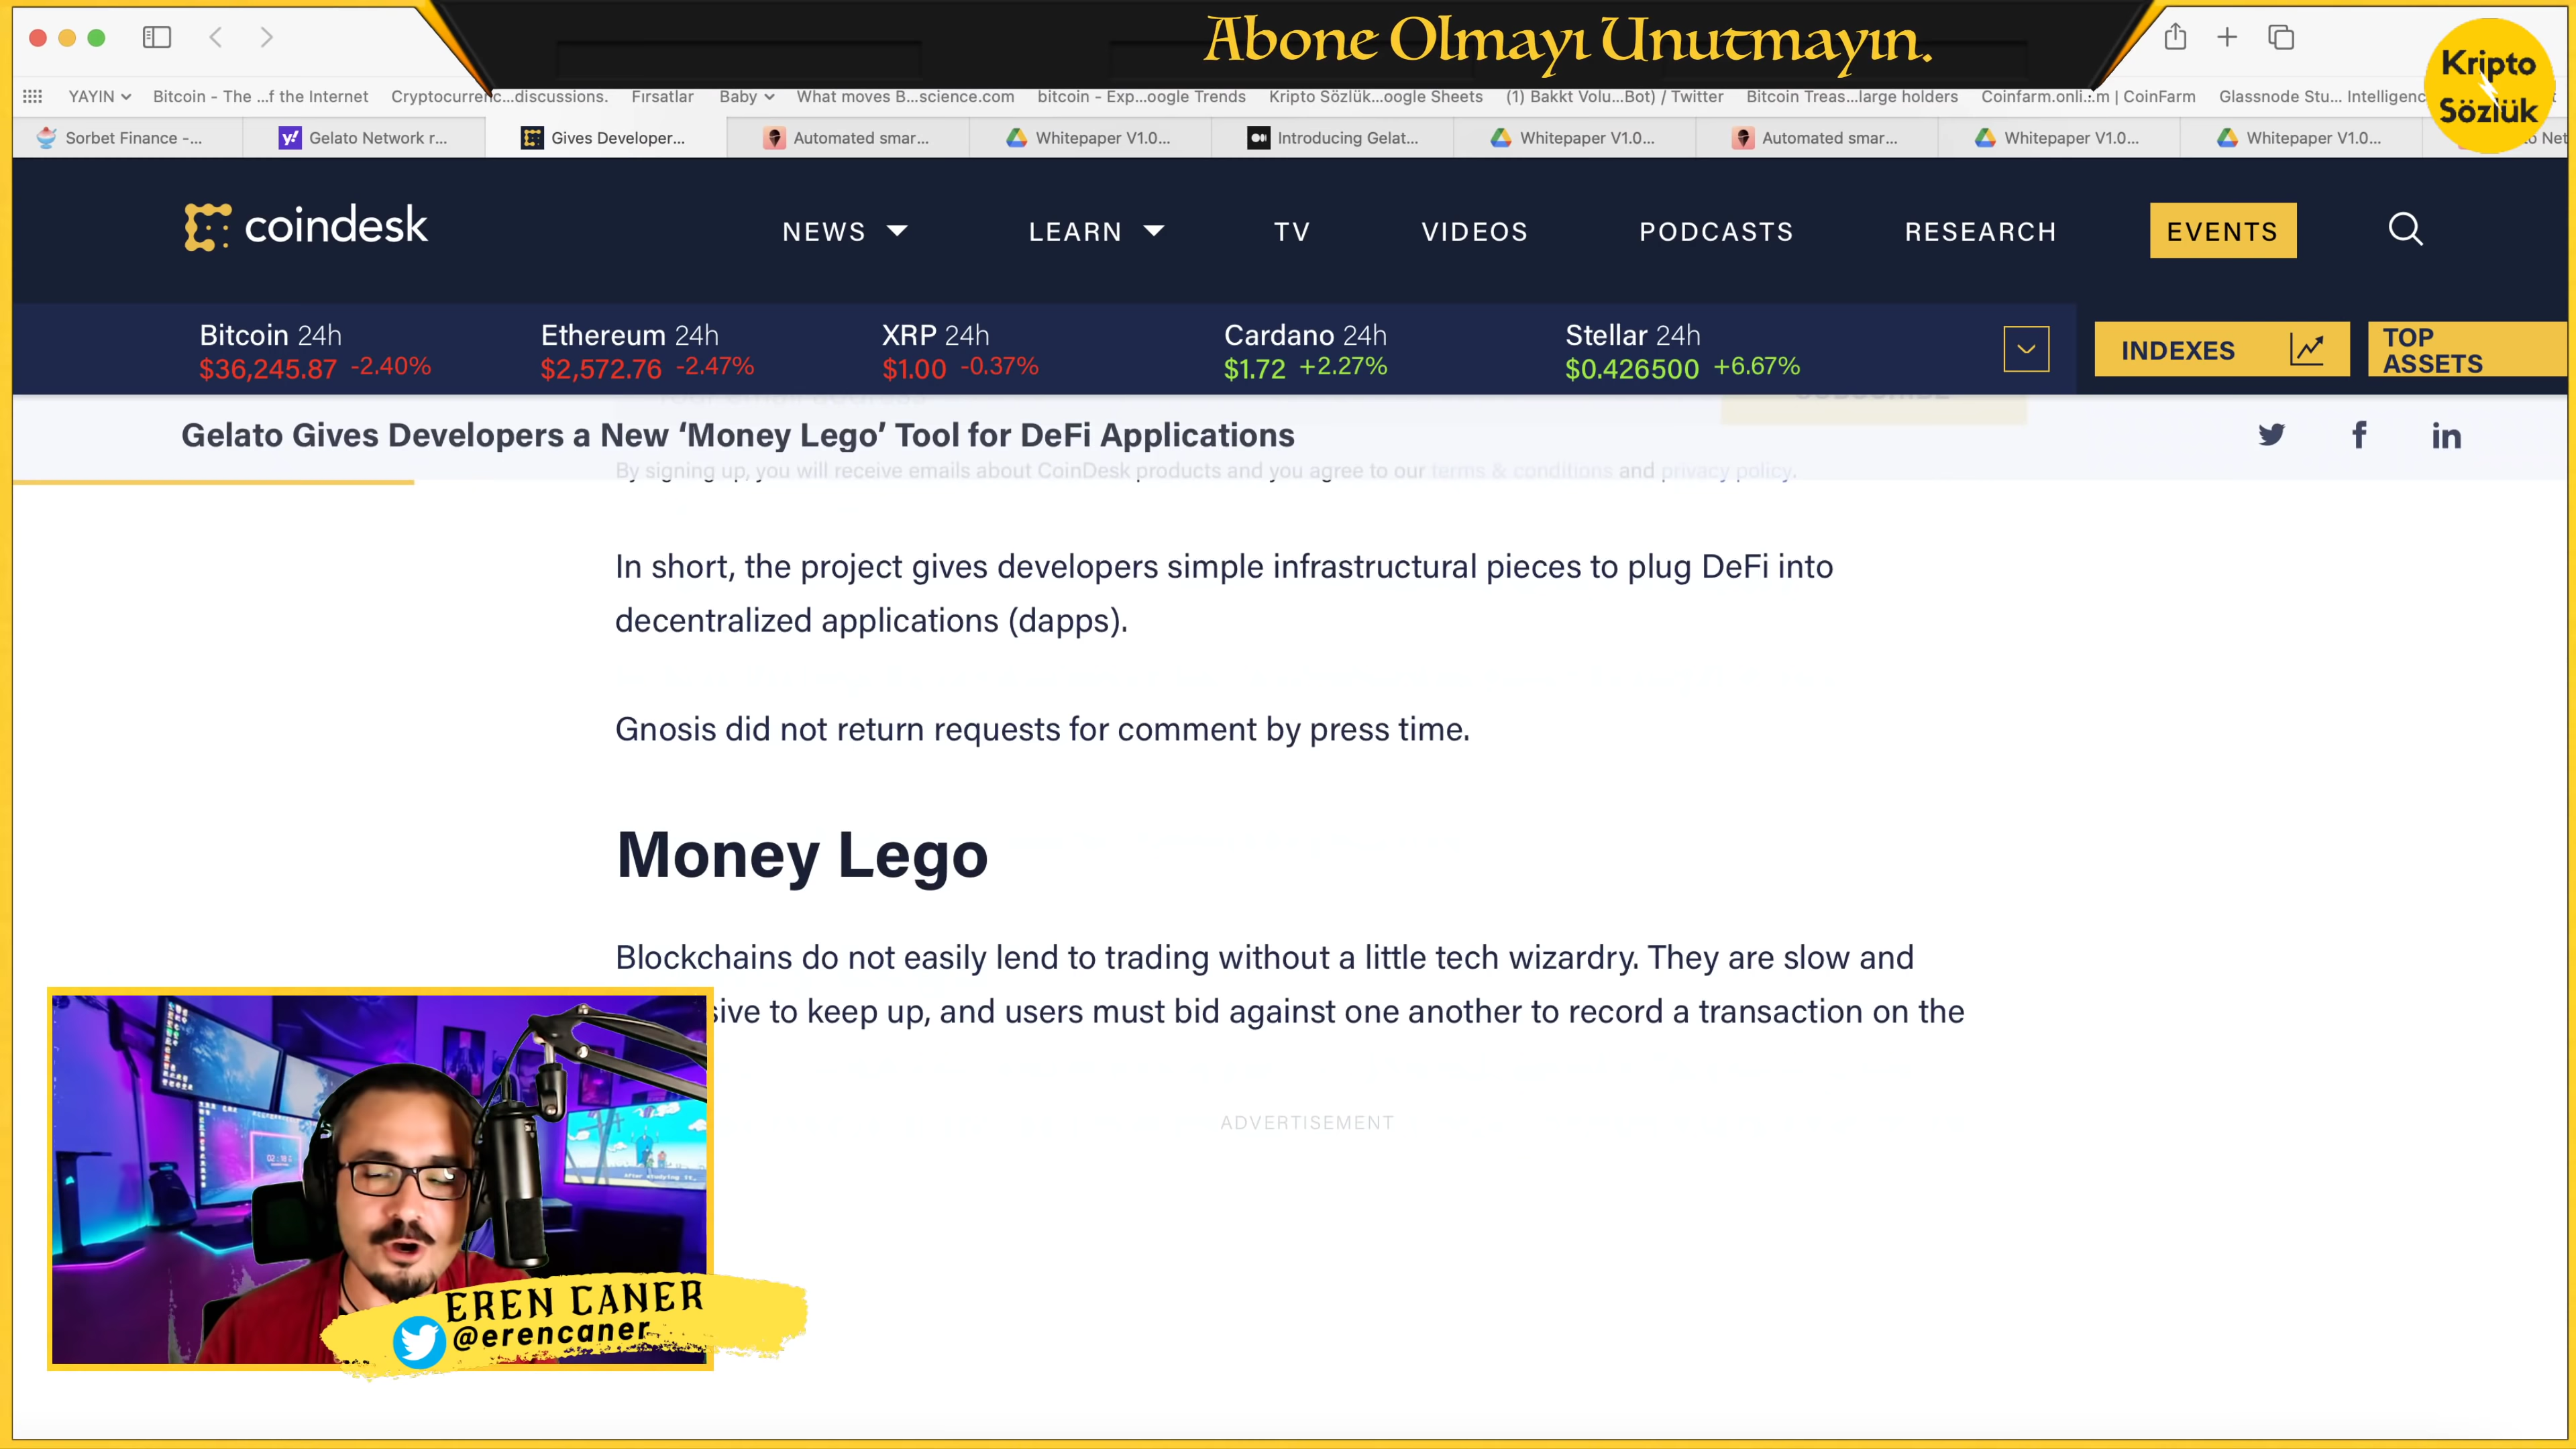 Abone Olmayı Unutmayın.
Kripto
Sözlük
YAYIN
Bitcoin - The ...f the Internet
Cryptocurrenc...discussions.
Fırsatlar
Baby
What moves B...science.com
bitcoin - Exp...oogle Trends
Kripto Sözlük...oogle Sheets
(1) Bakkt Volu...Bot) / Twitter
Bitcoin Treas...large holders
Coinfarm.onli...m | CoinFarm
Glassnode Stu... Intelligenc
Sorbet Finance -...
Gelato Network r...
Gives Developer...
Automated smar...
Whitepaper V1.0...
Introducing Gelat...
Whitepaper V1.0...
Automated smar...
Whitepaper V1.0...
Whitepaper V1.0...
o Net
coindesk
NEWS
LEARN
TV
VIDEOS
PODCASTS
RESEARCH
EVENTS
Bitcoin 24h
$36,245.87 -2.40%
Ethereum 24h
$2,572.76 -2.47%
XRP 24h
$1.00 -0.37%
Cardano 24h
$1.72 +2.27%
Stellar 24h
$0.426500 +6.67%
INDEXES
TOP
ASSETS
Gelato Gives Developers a New ‘Money Lego’ Tool for DeFi Applications
By signing up, you will receive emails about CoinDesk products and you agree to our terms & conditions and privacy policy.
In short, the project gives developers simple infrastructural pieces to plug DeFi into
decentralized applications (dapps).
Gnosis did not return requests for comment by press time.
Money Lego
Blockchains do not easily lend to trading without a little tech wizardry. They are slow and
sive to keep up, and users must bid against one another to record a transaction on the
ADVERTISEMENT
After studying it,
EREN CANER
@erencaner